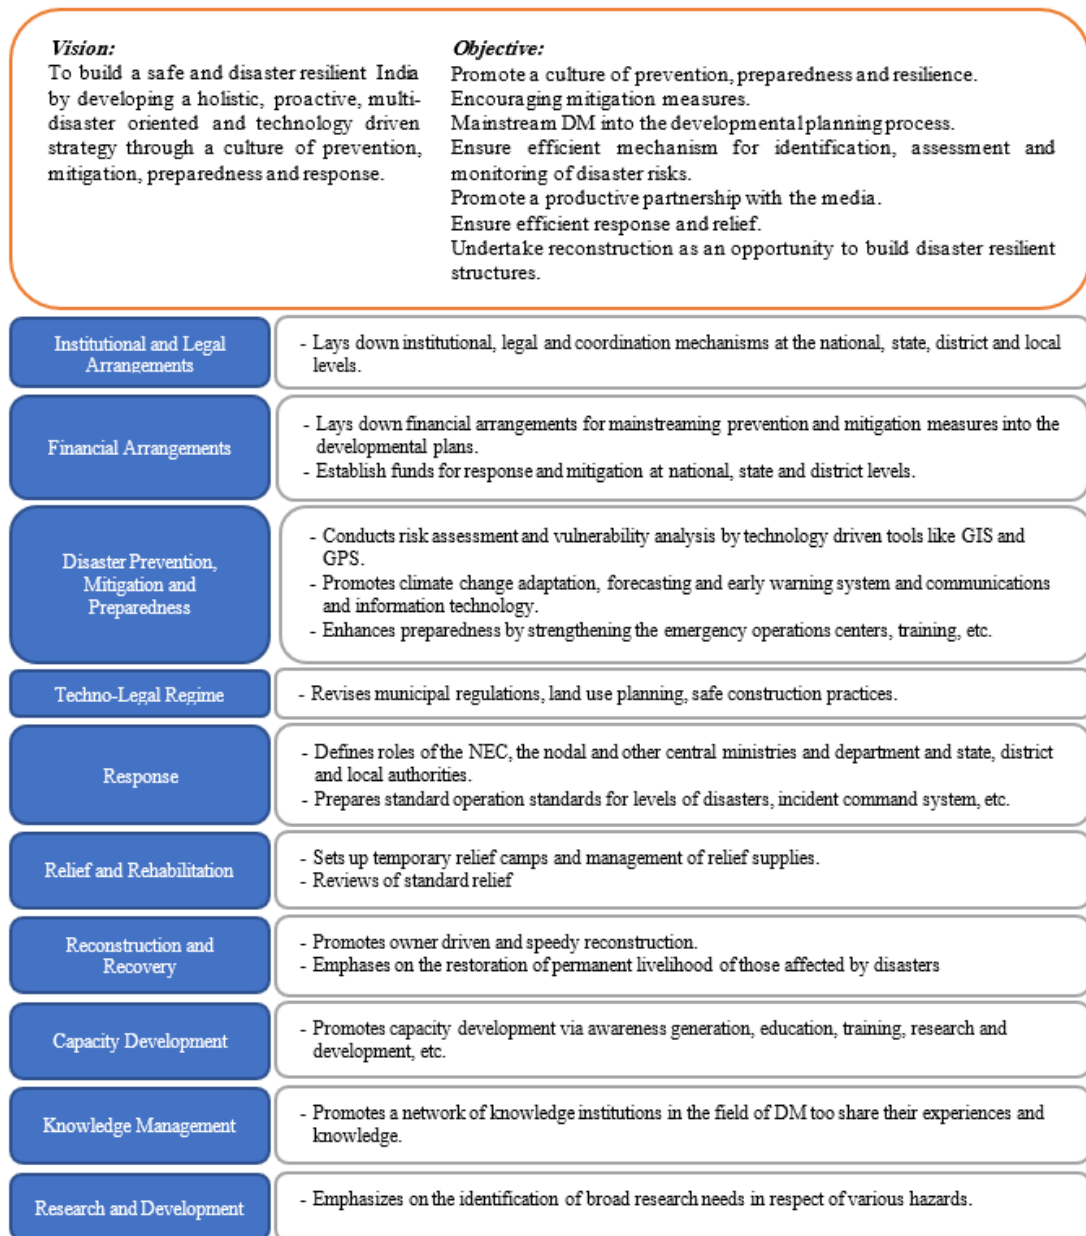 Vision:
To build a safe and disaster resilient India
by developing a holistic, proactive, multi-
disaster oriented and technology driven
strategy through a culture of prevention,
mitigation, preparedness and response.
Objective:
Promote a culture of prevention, preparedness and resilience.
Encouraging mitigation measures.
Mainstream DM into the developmental planning process.
Ensure efficient mechanism for identification, assessment and
monitoring of disaster risks.
Promote a productive partnership with the media.
Ensure efficient response and relief.
Undertake reconstruction as an opportunity to build disaster resilient
structures.
Institutional and Legal
Arrangements
- Lays down institutional, legal and coordination mechanisms at the national, state, district and local
levels.
Financial Arrangements
- Lays down financial arrangements for mainstreaming prevention and mitigation measures into the
developmental plans.
- Establish funds for response and mitigation at national, state and district levels.
Disaster Prevention,
Mitigation and
Preparedness
- Conducts risk assessment and vulnerability analysis by technology driven tools like GIS and
GPS.
- Promotes climate change adaptation, forecasting and early warning system and communications
and information technology.
- Enhances preparedness by strengthening the emergency operations centers, training, etc.
Techno-Legal Regime
- Revises municipal regulations, land use planning, safe construction practices.
Response
- Defines roles of the NEC, the nodal and other central ministries and department and state, district
and local authorities.
- Prepares standard operation standards for levels of disasters, incident command system, etc.
Relief and Rehabilitation
- Sets up temporary relief camps and management of relief supplies.
- Reviews of standard relief
Reconstruction and
Recovery
- Promotes owner driven and speedy reconstruction.
- Emphases on the restoration of permanent livelihood of those affected by disasters
Capacity Development
- Promotes capacity development via awareness generation, education, training, research and
development, etc.
Knowledge Management
- Promotes a network of knowledge institutions in the field of DM too share their experiences and
knowledge.
Research and Development
- Emphasizes on the identification of broad research needs in respect of various hazards.